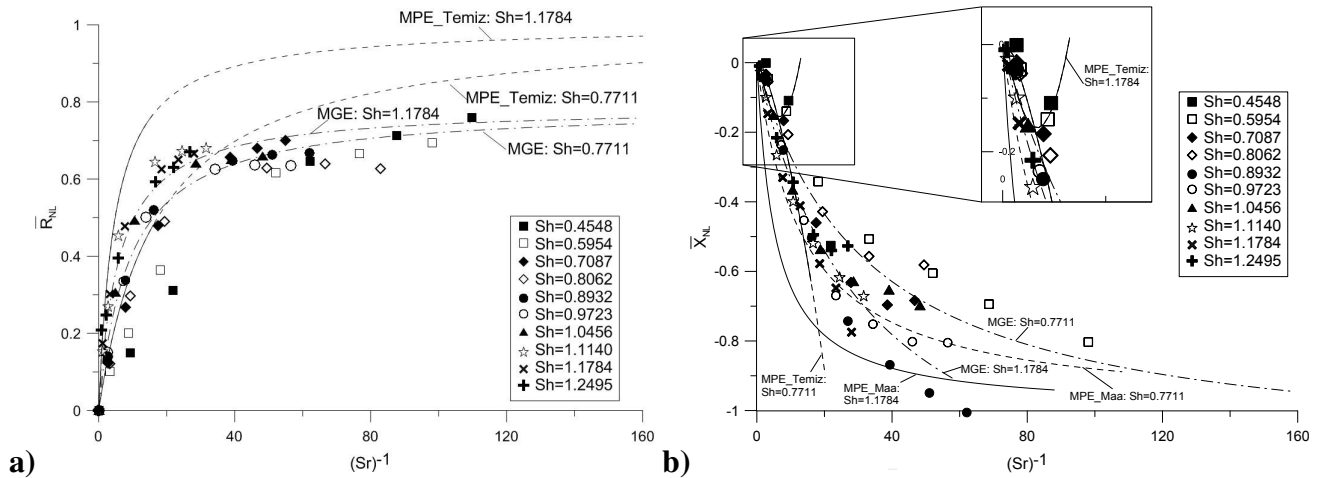 MPE_Temiz: Sh=1.1784
MPE_Temiz: Sh=0.7711
MGE: Sh=1.1784
MGE: Sh=0.7711
R̅NL
1
0.8
0.6
0.4
0.2
0
Sh=0.4548
Sh=0.5954
Sh=0.7087
Sh=0.8062
Sh=0.8932
Sh=0.9723
Sh=1.0456
Sh=1.1140
Sh=1.1784
Sh=1.2495
0 40 80 120 160
(Sr)-1
a)
X̅NL
0
-0.2
-0.4
-0.6
-0.8
-1
0
-0.2
0
MPE_Temiz:
Sh=1.1784
Sh=0.4548
Sh=0.5954
Sh=0.7087
Sh=0.8062
Sh=0.8932
Sh=0.9723
Sh=1.0456
Sh=1.1140
Sh=1.1784
Sh=1.2495
MGE: Sh=0.7711
MGE: Sh=1.1784
MPE_Temiz:
Sh=0.7711
MPE_Maa:
Sh=1.1784
MPE_Maa: Sh=0.7711
0 40 80 120 160
(Sr)-1
b)